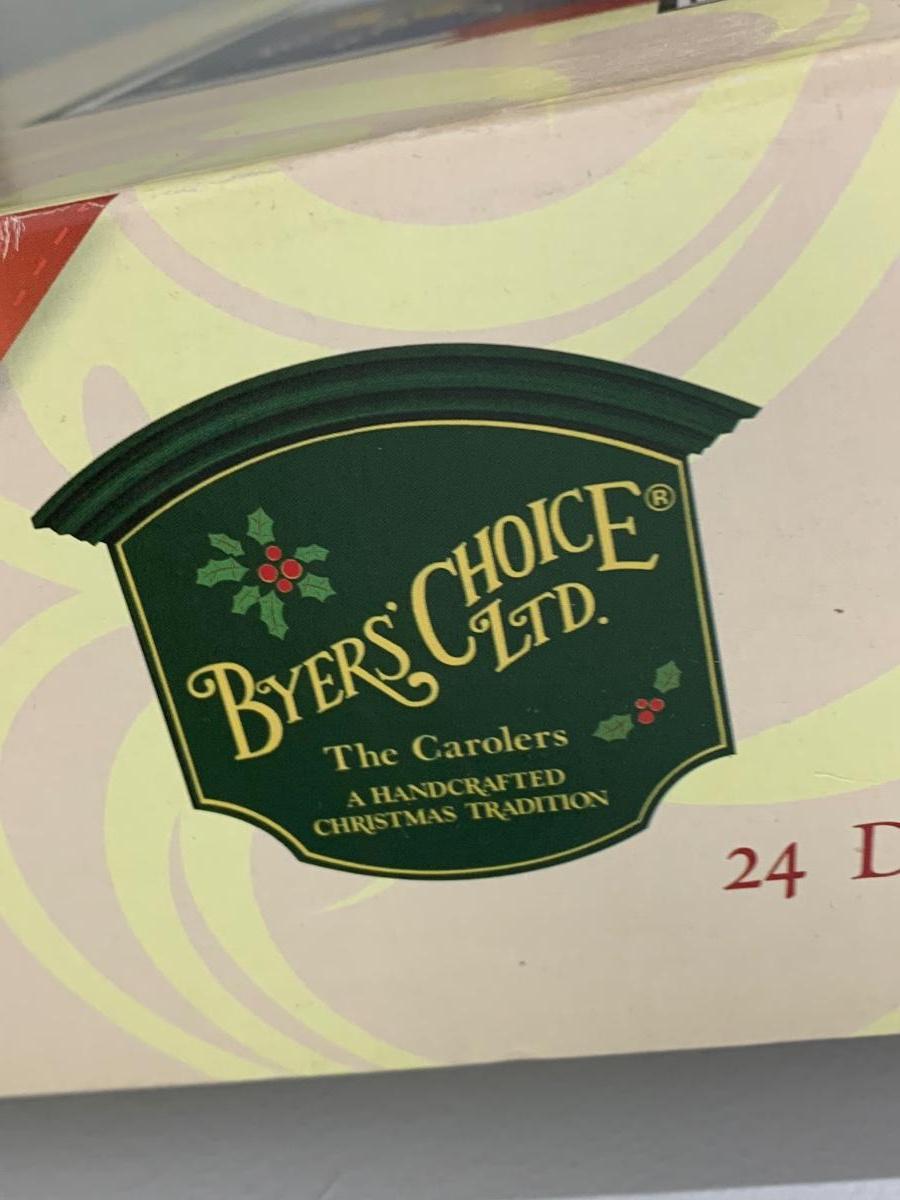 BYERS' CHOICE®
LTD.
The Carolers
A HANDCRAFTED
CHRISTMAS TRADITION
24 D